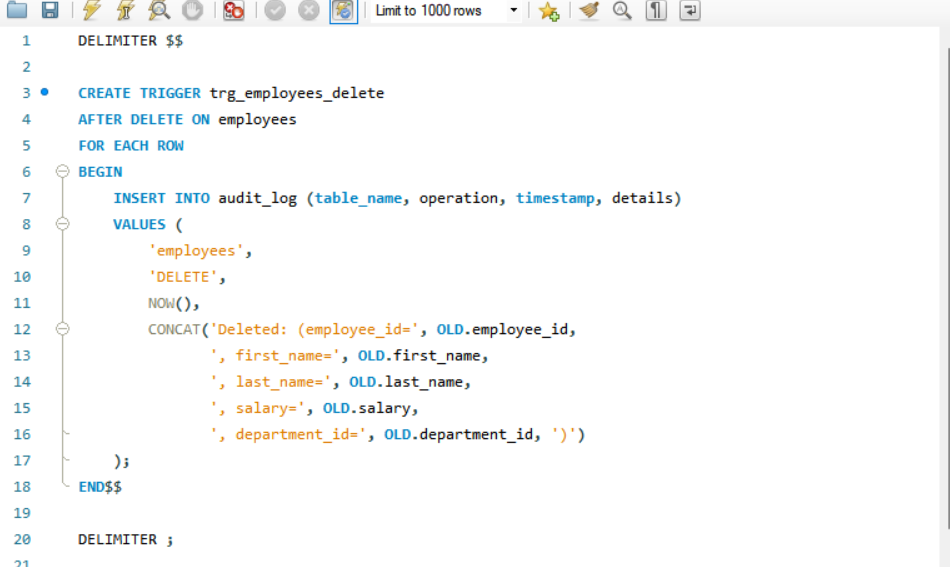 Limit to 1000 rows
1 DELIMITER $$
2
3 CREATE TRIGGER trg_employees_delete
4 AFTER DELETE ON employees
5 FOR EACH ROW
6 BEGIN
7 INSERT INTO audit_log (table_name, operation, timestamp, details)
8 VALUES (
9 'employees',
10 'DELETE',
11 NOW(),
12 CONCAT('Deleted: (employee_id=', OLD.employee_id,
13 ', first_name=', OLD.first_name,
14 ', last_name=', OLD.last_name,
15 ', salary=', OLD.salary,
16 ', department_id=', OLD.department_id, ')')
17 );
18 END$$
19
20 DELIMITER ;
21